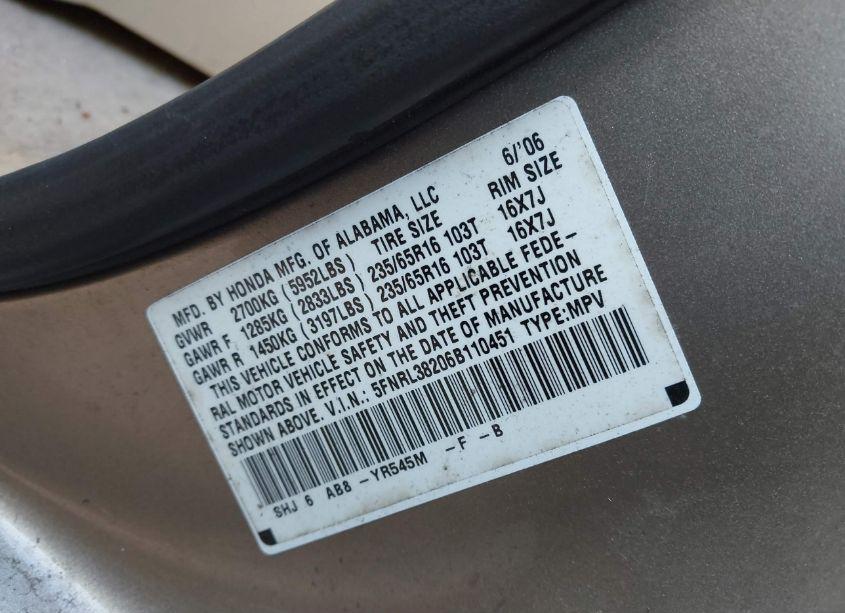 MFD. BY HONDA MFG. OF ALABAMA, LLC 6/'06
GVWR 2700KG (5952LBS) TIRE SIZE RIM SIZE
GAWR F 1285KG (2833LBS) 235/65R16 103T 16X7J
GAWR R 1450KG (3197LBS) 235/65R16 103T 16X7J
THIS VEHICLE CONFORMS TO ALL APPLICABLE FEDE-
RAL MOTOR VEHICLE SAFETY AND THEFT PREVENTION
STANDARDS IN EFFECT ON THE DATE OF MANUFACTURE
SHOWN ABOVE. V.I.N.: 5FNRL38206B110451 TYPE:MPV
SHJ 6 AB8 -YR545M -F -B